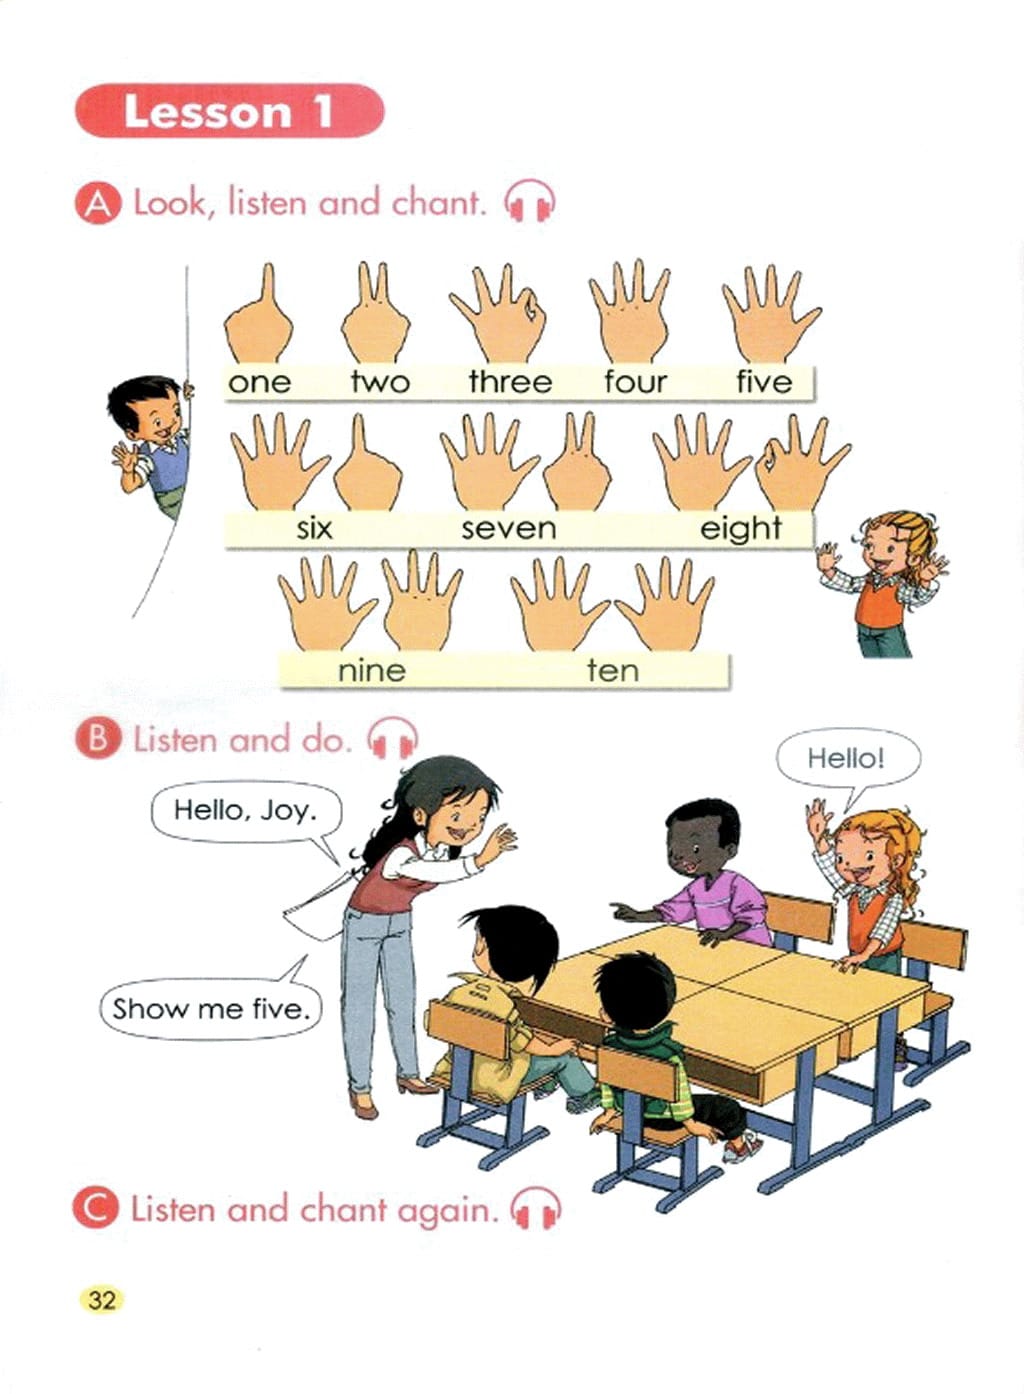 Lesson 1
A Look, listen and chant.
one two three four five
six seven eight
nine ten
B Listen and do.
Hello!
Hello, Joy.
Show me five.
C Listen and chant again.
32